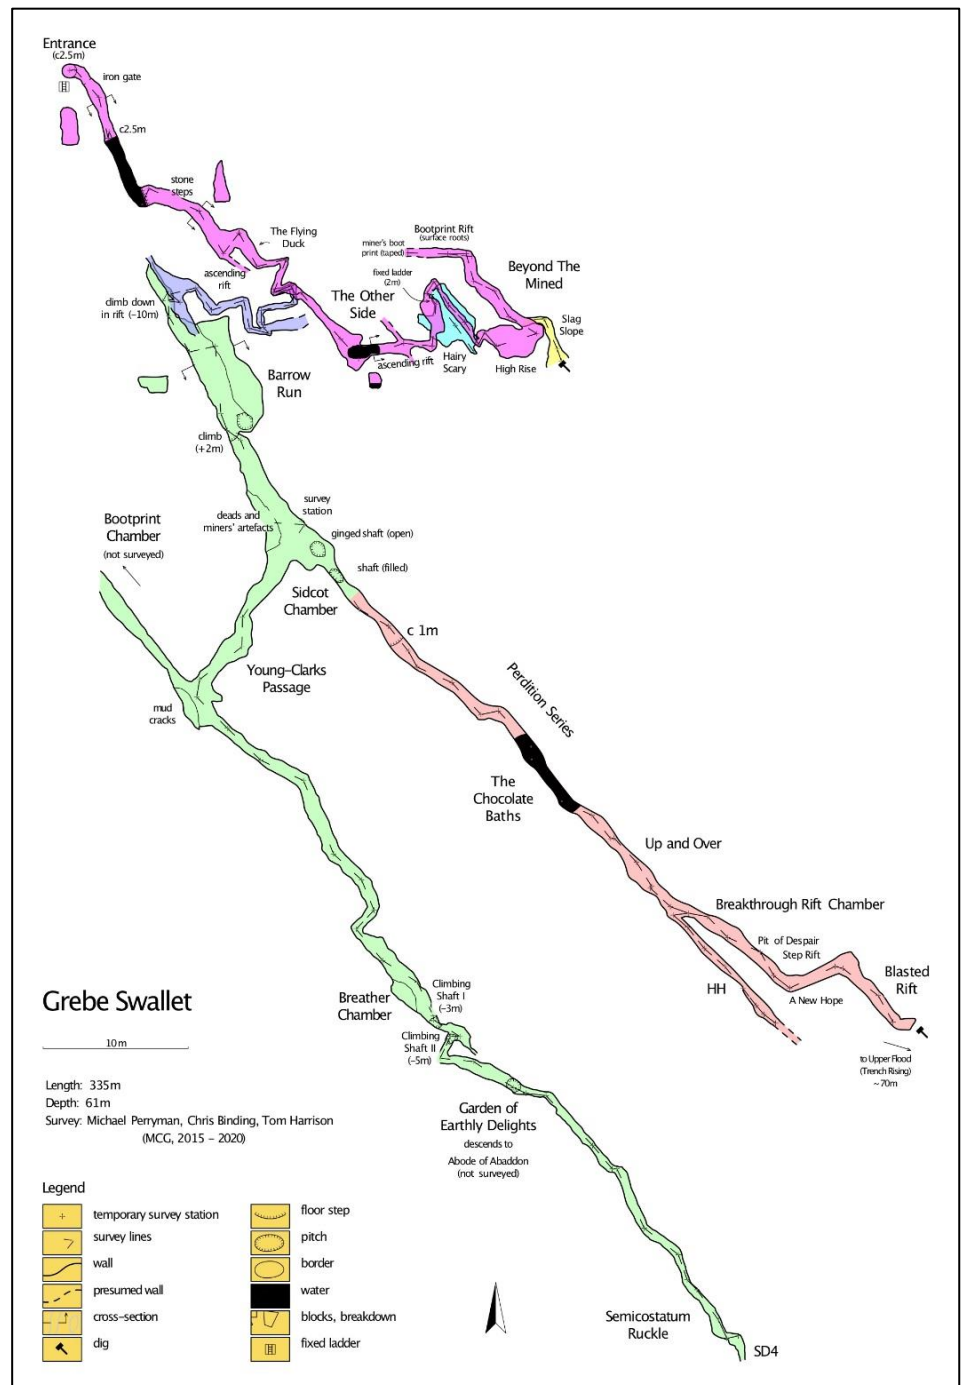 Entrance
(c2.5m)
iron gate
c2.5m
stone
steps
The Flying
Duck
ascending
rift
Bootprint Rift
(surface roots)
miner's boot
print (taped)
fixed ladder
(2m)
Beyond The
Mined
The Other
Side
climb down
in rift (-10m)
Slag
Slope
ascending rift
Hairy
Scary
High Rise
Barrow
Run
climb
(+2m)
survey
station
deads and
miners' artefacts
ginged shaft (open)
Bootprint
Chamber
(not surveyed)
shaft (filled)
Sidcot
Chamber
c 1m
Young-Clarks
Passage
Perdition Series
mud
cracks
The
Chocolate
Baths
Up and Over
Breakthrough Rift Chamber
Pit of Despair
Step Rift
Blasted
Rift
HH
A New Hope
Climbing
Shaft I
(-3m)
Breather
Chamber
Grebe Swallet
Climbing
Shaft II
(-5m)
10m
to Upper Flood
(Trench Rising)
~70m
Length: 335m
Depth: 61m
Survey: Michael Perryman, Chris Binding, Tom Harrison
(MCG, 2015 - 2020)
Garden of
Earthly Delights
descends to
Abode of Abaddon
(not surveyed)
Legend
temporary survey station
survey lines
wall
presumed wall
cross-section
dig
floor step
pitch
border
water
blocks, breakdown
fixed ladder
Semicostatum
Ruckle
SD4